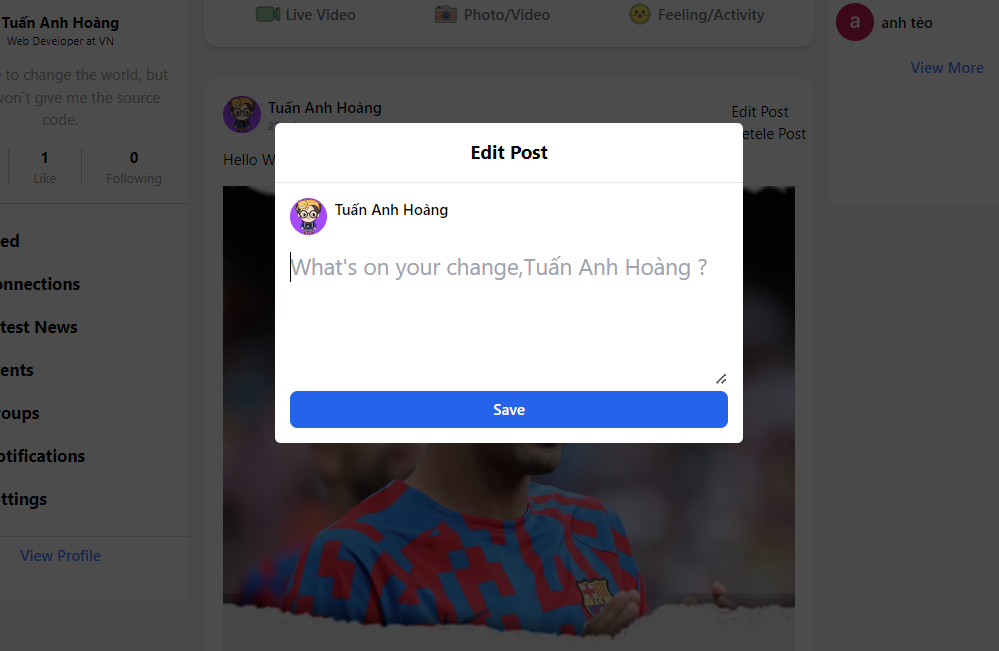 Tuấn Anh Hoàng
Web Developer at VN
to change the world, but
won`t give me the source
code.
1
Like
0
Following
View Profile
Live Video
Photo/Video
Feeling/Activity
Tuấn Anh Hoàng
Hello W
Edit Post
etele Post
Edit Post
Tuấn Anh Hoàng
What's on your change,Tuấn Anh Hoàng ?
Save
a
anh tèo
View More
ed
onnections
test News
ents
roups
otifications
ettings